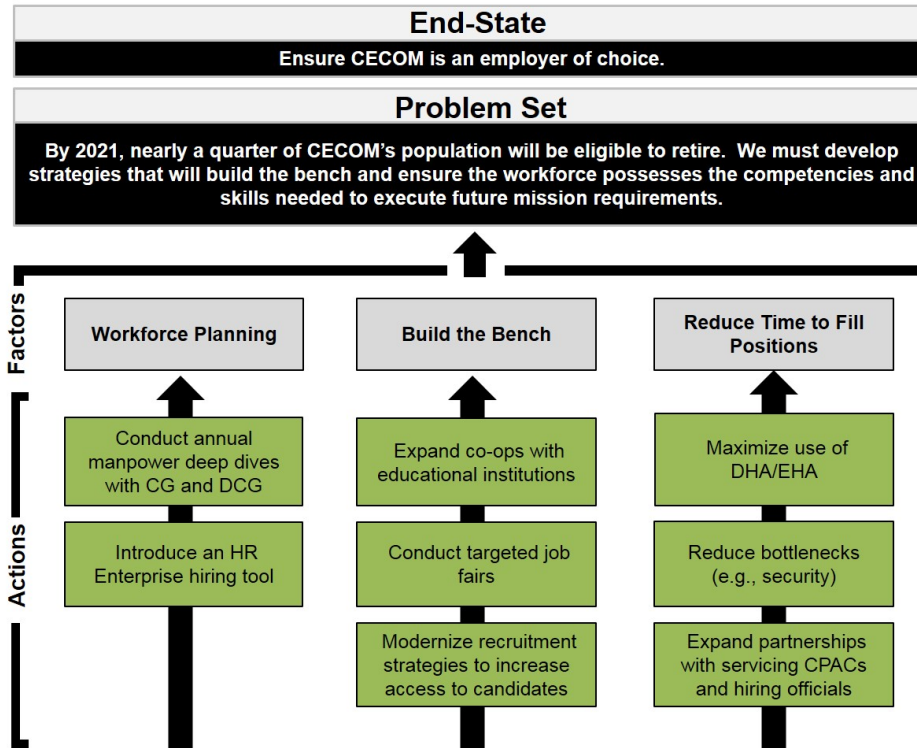 End-State
Ensure CECOM is an employer of choice.
Problem Set
By 2021, nearly a quarter of CECOM’s population will be eligible to retire.  We must develop
strategies that will build the bench and ensure the workforce possesses the competencies and
skills needed to execute future mission requirements.
Factors
Workforce Planning
Build the Bench
Reduce Time to Fill
Positions
Actions
Conduct annual
manpower deep dives
with CG and DCG
Introduce an HR
Enterprise hiring tool
Expand co-ops with
educational institutions
Conduct targeted job
fairs
Modernize recruitment
strategies to increase
access to candidates
Maximize use of
DHA/EHA
Reduce bottlenecks
(e.g., security)
Expand partnerships
with servicing CPACs
and hiring officials